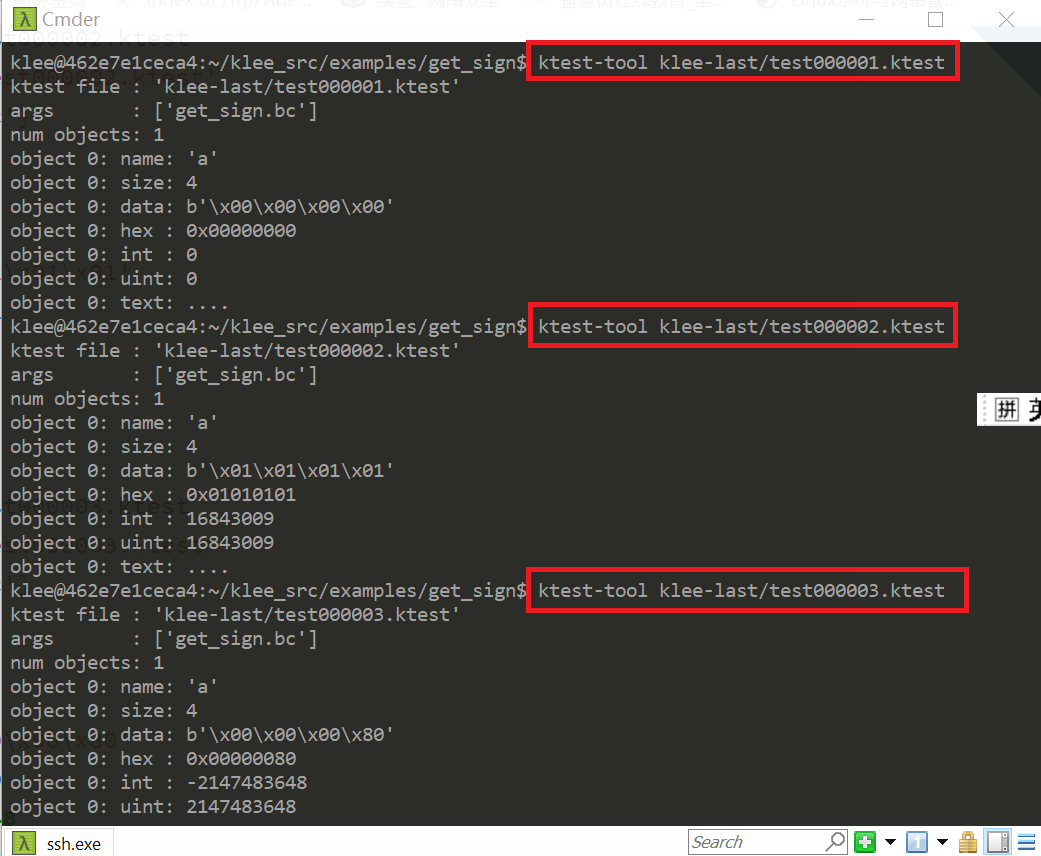 Cmder
klee@462e7e1ceca4:~/klee_src/examples/get_sign$ ktest-tool klee-last/test000001.ktest
ktest file : 'klee-last/test000001.ktest'
args       : ['get_sign.bc']
num objects: 1
object 0: name: 'a'
object 0: size: 4
object 0: data: b'\x00\x00\x00\x00'
object 0: hex : 0x00000000
object 0: int : 0
object 0: uint: 0
object 0: text: ....
klee@462e7e1ceca4:~/klee_src/examples/get_sign$ ktest-tool klee-last/test000002.ktest
ktest file : 'klee-last/test000002.ktest'
args       : ['get_sign.bc']
num objects: 1
object 0: name: 'a'
object 0: size: 4
object 0: data: b'\x01\x01\x01\x01'
object 0: hex : 0x01010101
object 0: int : 16843009
object 0: uint: 16843009
object 0: text: ....
klee@462e7e1ceca4:~/klee_src/examples/get_sign$ ktest-tool klee-last/test000003.ktest
ktest file : 'klee-last/test000003.ktest'
args       : ['get_sign.bc']
num objects: 1
object 0: name: 'a'
object 0: size: 4
object 0: data: b'\x00\x00\x00\x80'
object 0: hex : 0x00000080
object 0: int : -2147483648
object 0: uint: 2147483648
拼 英
ssh.exe
Search
1